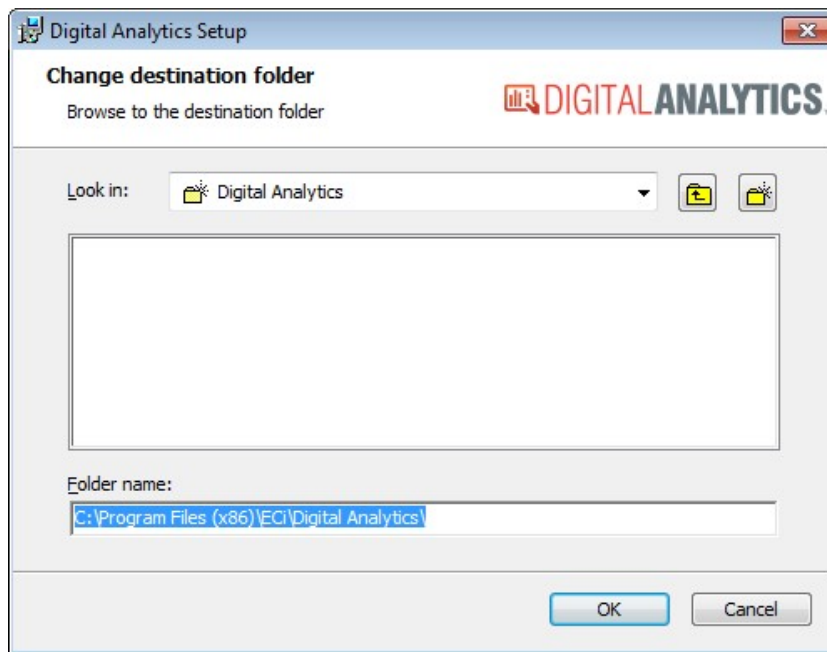 Digital Analytics Setup
Change destination folder
Browse to the destination folder
DIGITALANALYTICS.
Look in:
Digital Analytics
Folder name:
C:\Program Files (x86)\ECi\Digital Analytics\
OK Cancel